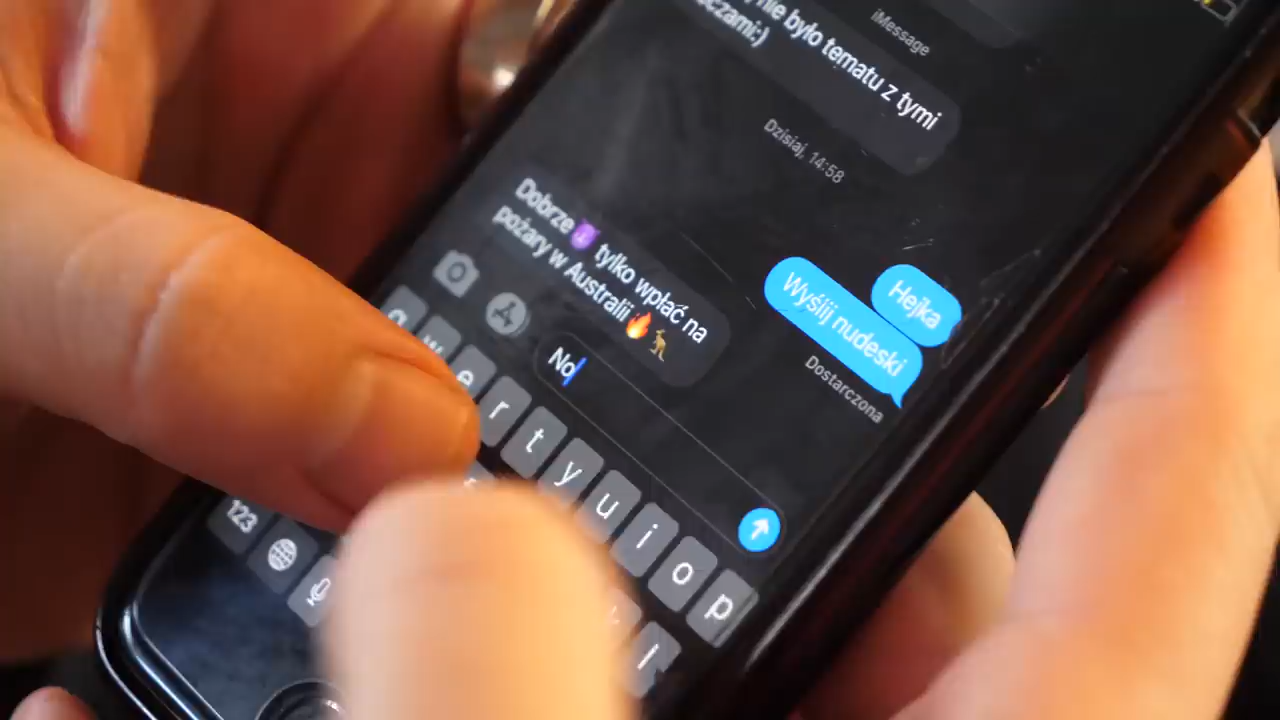 nie było tematu z tymi
oczami:)
iMessage
Dzisiaj, 14:58
Hejka
Wyślij nudeski
Dostarczona
Dobrze😈 tylko wpłać na
pożary w Australii🔥🦘
No
w e r t y u i o p
l
123